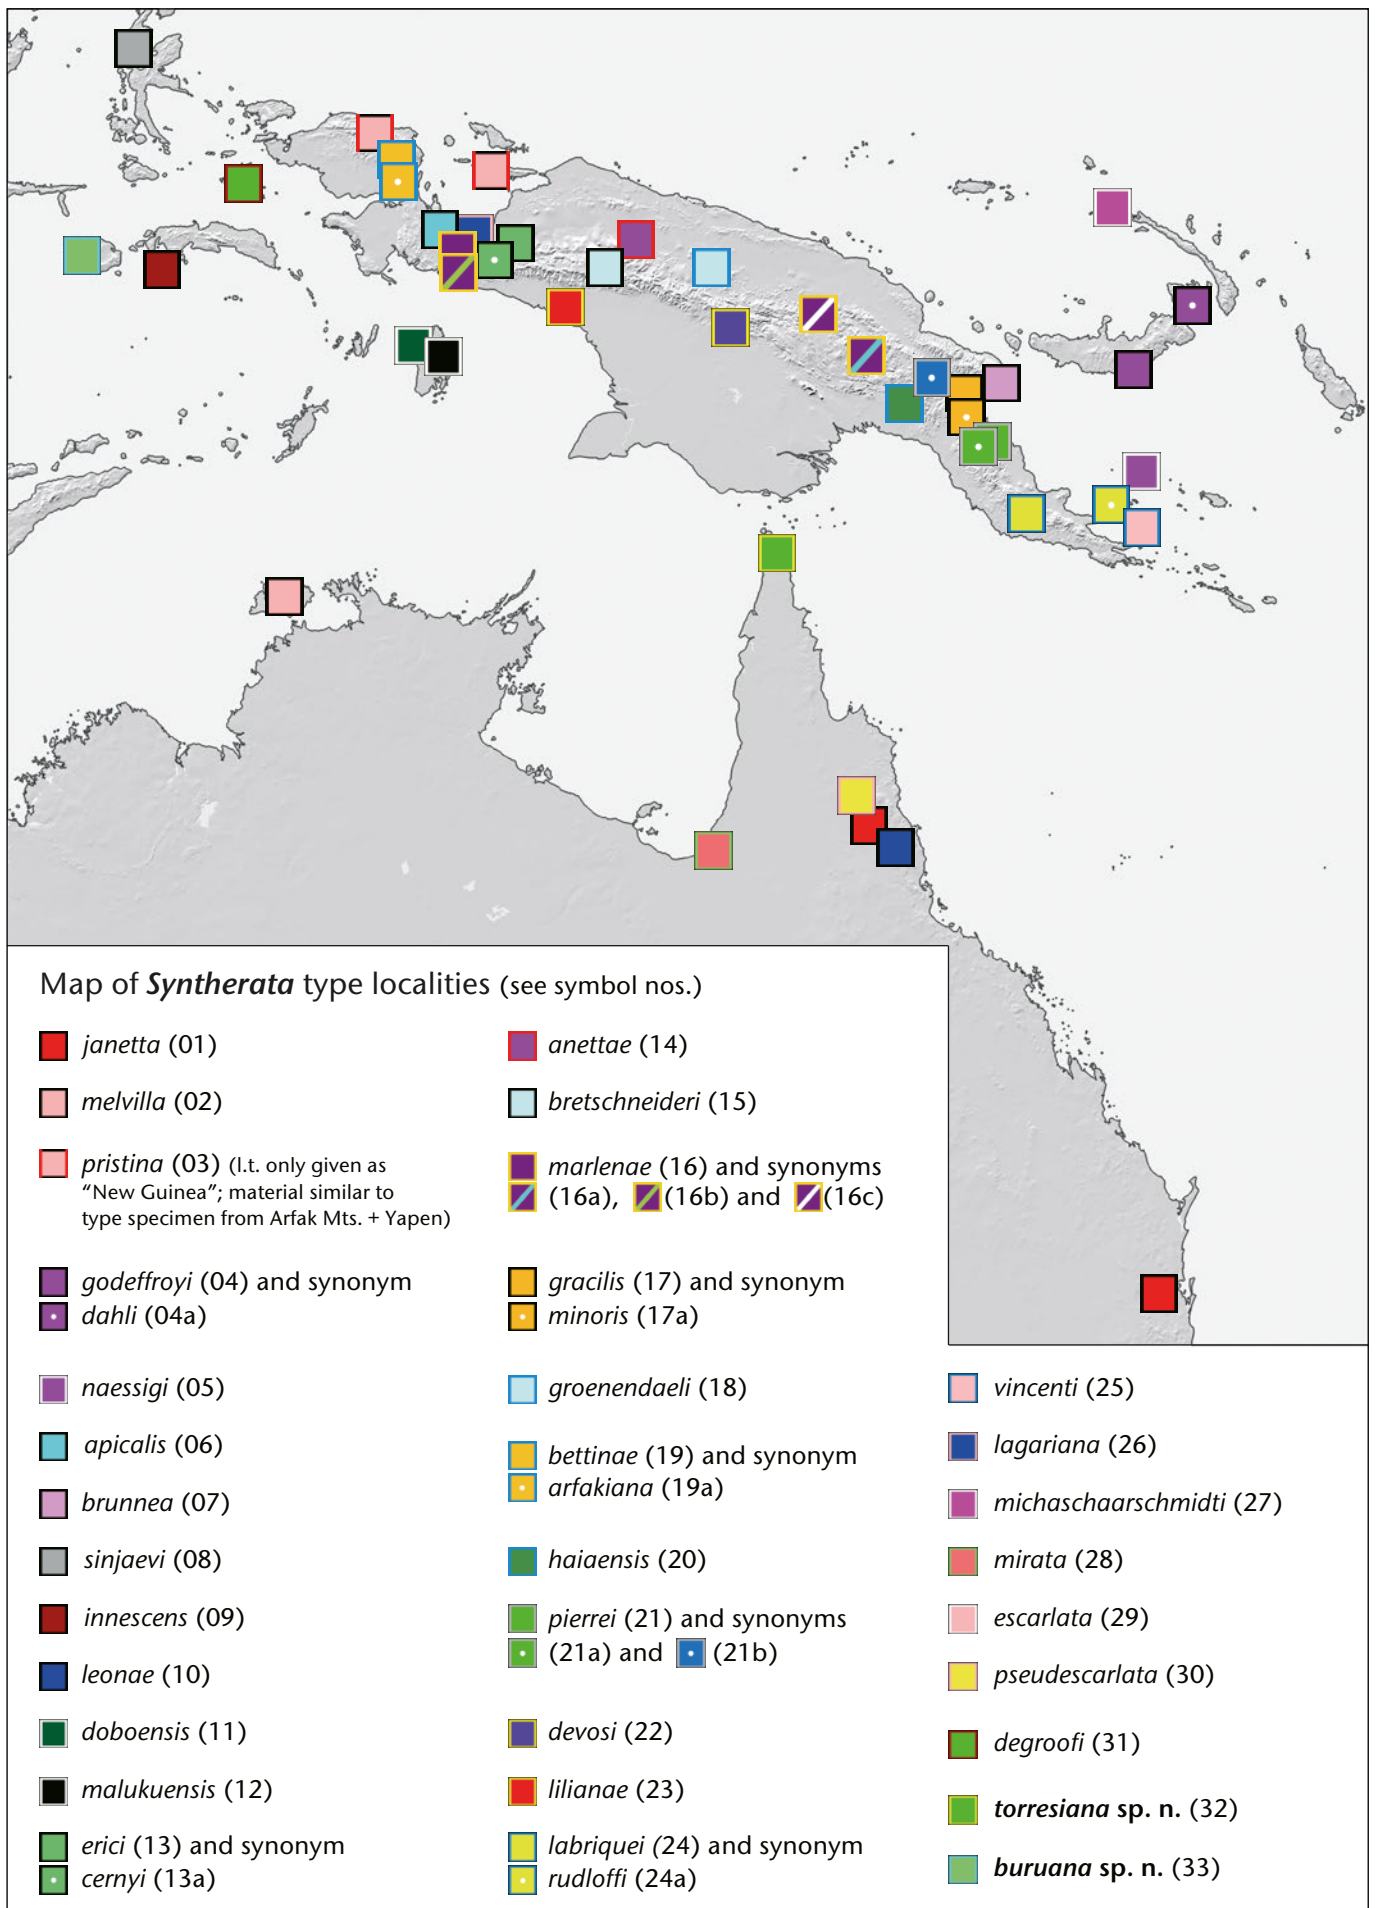 Map of Syntherata type localities (see symbol nos.)
janetta (01)
melvilla (02)
pristina (03) (l.t. only given as
“New Guinea”; material similar to
type specimen from Arfak Mts. + Yapen)
godeffroyi (04) and synonym
dahli (04a)
naessigi (05)
apicalis (06)
brunnea (07)
sinjaevi (08)
innescens (09)
leonae (10)
doboensis (11)
malukuensis (12)
erici (13) and synonym
cernyi (13a)
anettae (14)
bretschneideri (15)
marlenae (16) and synonyms
(16a), (16b) and (16c)
gracilis (17) and synonym
minoris (17a)
groenendaeli (18)
bettinae (19) and synonym
arfakiana (19a)
haiaensis (20)
pierrei (21) and synonyms
(21a) and (21b)
devosi (22)
lilianae (23)
labriquei (24) and synonym
rudloffi (24a)
vincenti (25)
lagariana (26)
michaschaarschmidti (27)
mirata (28)
escarlata (29)
pseudescarlata (30)
degroofi (31)
torresiana sp. n. (32)
buruana sp. n. (33)